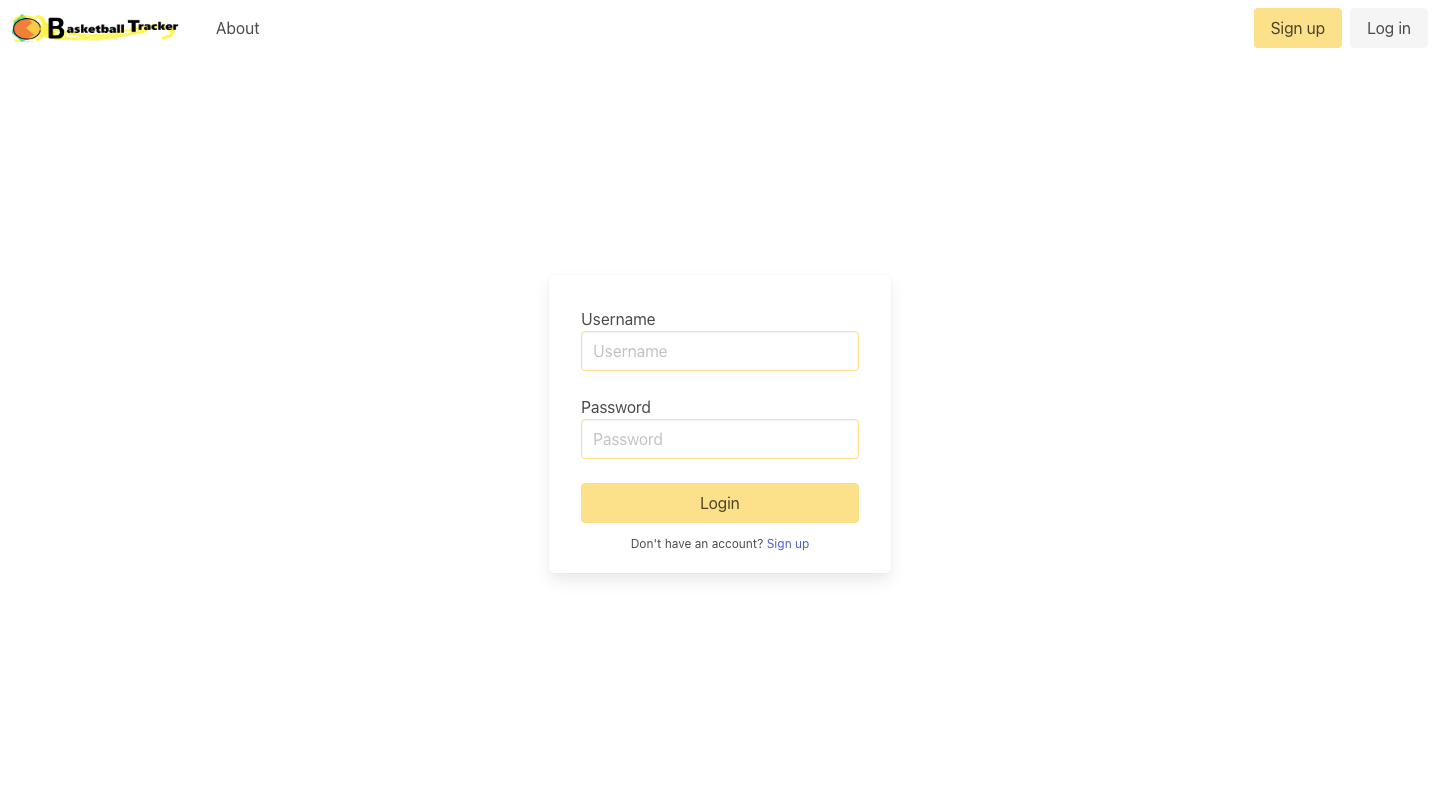 Basketball Tracker About Sign up Log in
Username
Username
Password
Password
Login
Don't have an account? Sign up